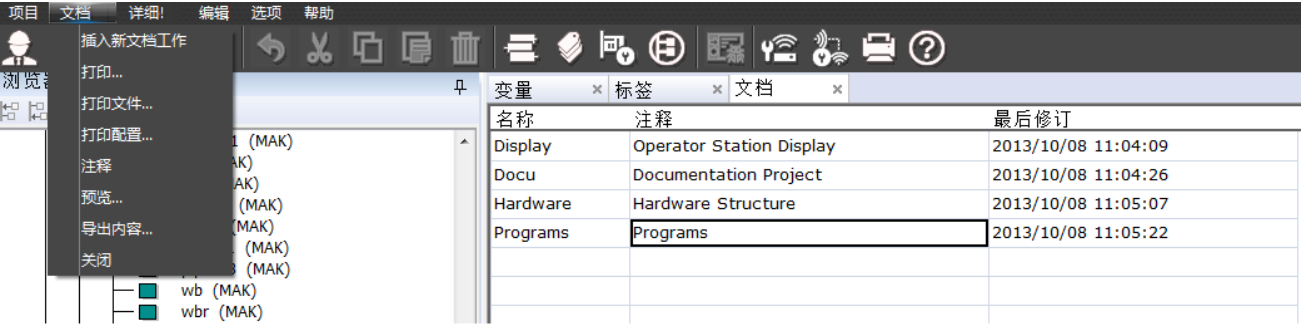 项目 文档 详细! 编辑 选项 帮助
插入新文档工作
打印...
打印文件...
打印配置...
注释
预览...
导出内容...
关闭
浏览
1 (MAK)
AK)
AK)
(MAK)
(MAK)
(MAK)
3 (MAK)
wb (MAK)
wbr (MAK)
变量 × 标签 × 文档 ×
名称 注释 最后修订
Display Operator Station Display 2013/10/08 11:04:09
Docu Documentation Project 2013/10/08 11:04:26
Hardware Hardware Structure 2013/10/08 11:05:07
Programs Programs 2013/10/08 11:05:22